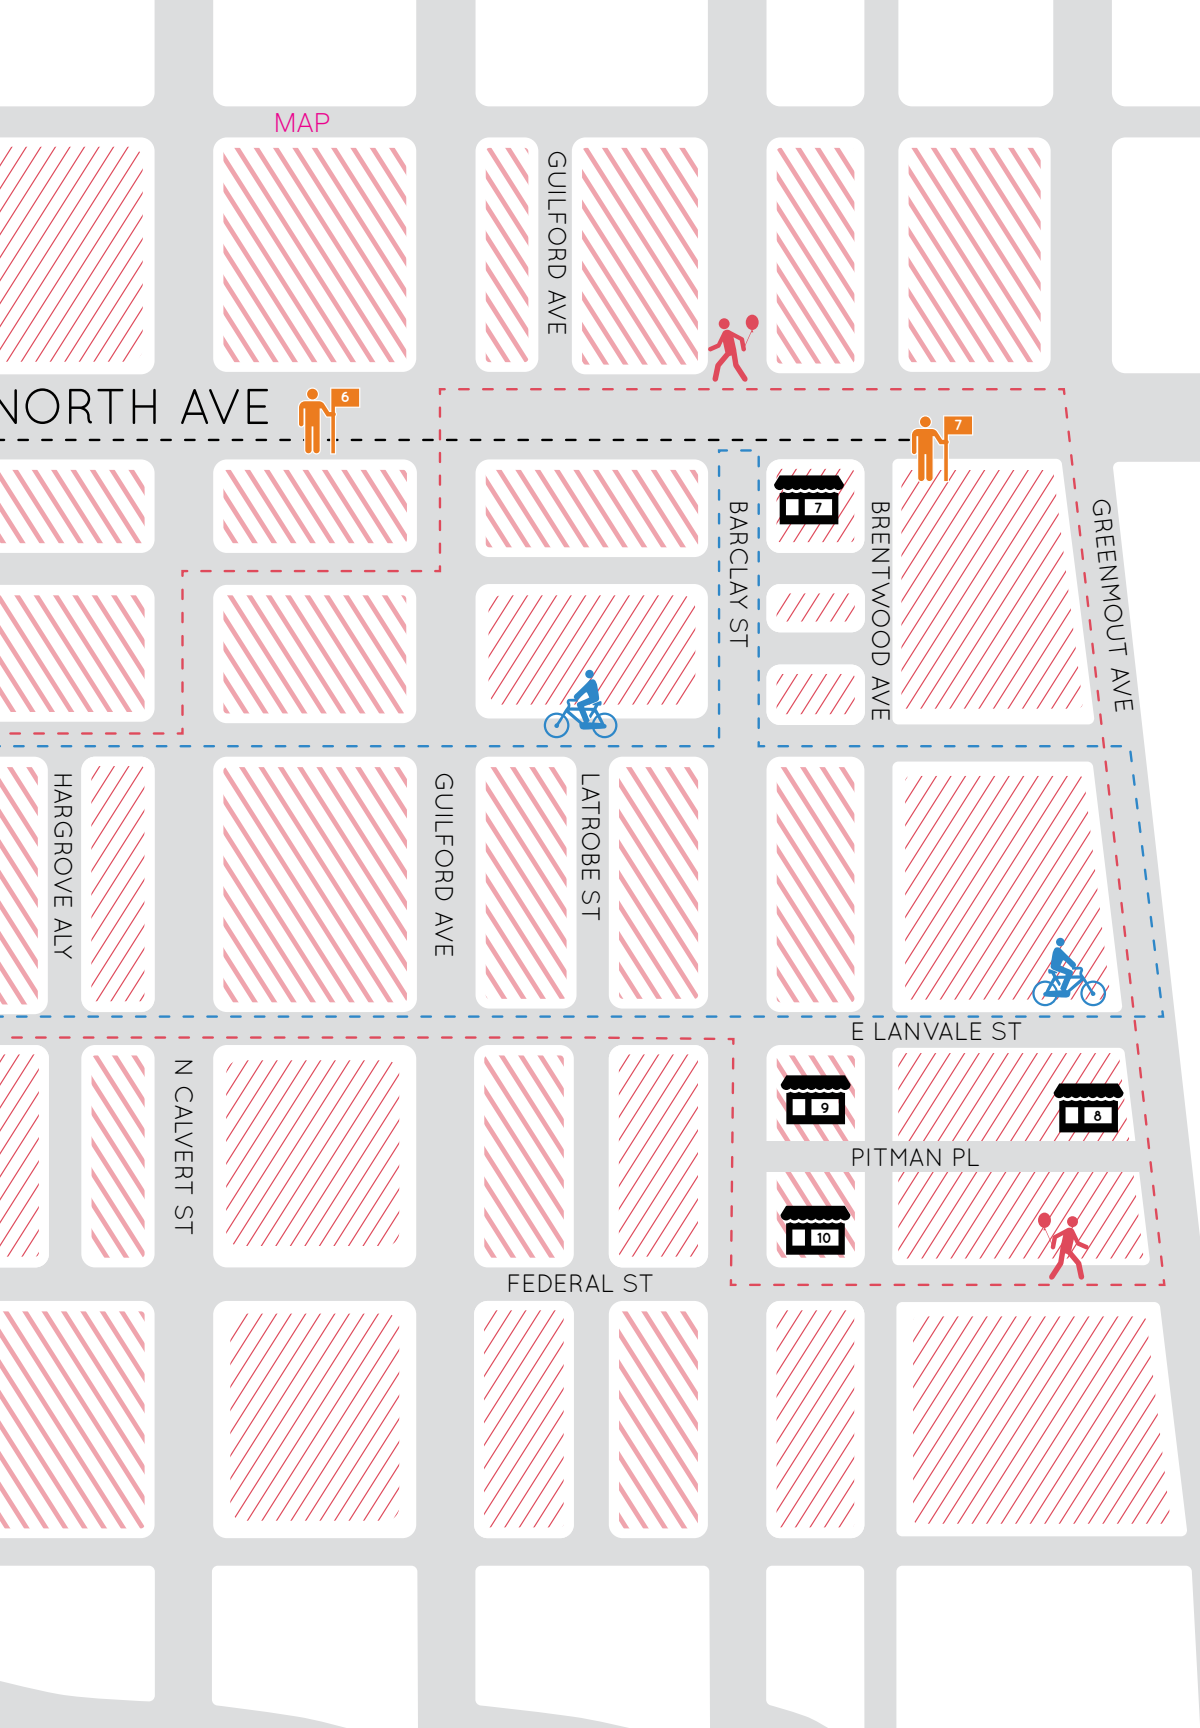 MAP
GUILFORD AVE
NORTH AVE
6
7
7
BARCLAY ST
BRENTWOOD AVE
GREENMOUT AVE
HARGROVE ALY
GUILFORD AVE
LATROBE ST
E LANVALE ST
N CALVERT ST
9
8
PITMAN PL
10
FEDERAL ST